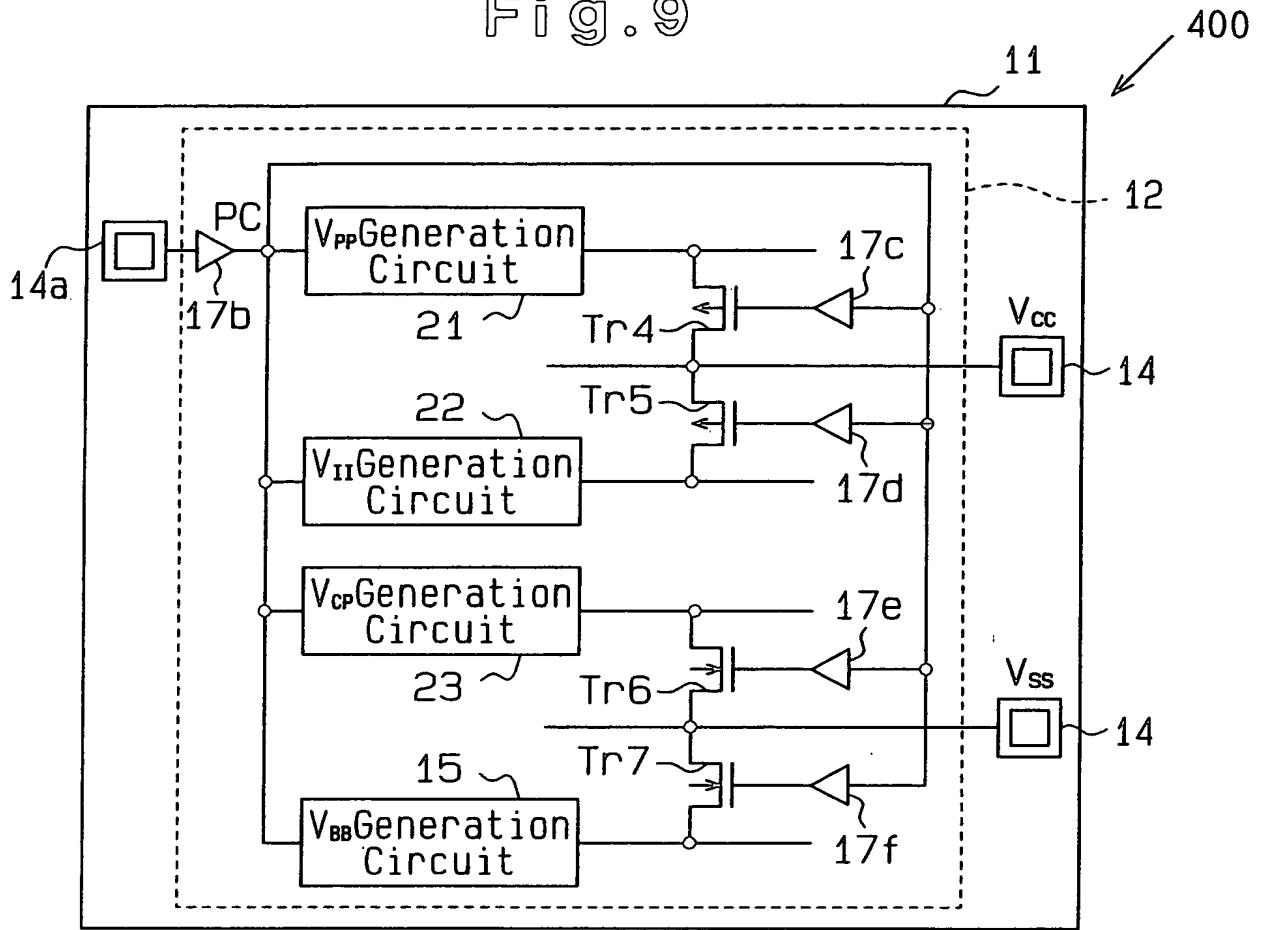 Fig.9
400
11
12
14a
PC
17b
VPPGeneration
Circuit
21
17c
Tr4
VCC
14
Tr5
22
VIIGeneration
Circuit
17d
VCPGeneration
Circuit
23
17e
Tr6
VSS
14
Tr7
15
VBBGeneration
Circuit
17f